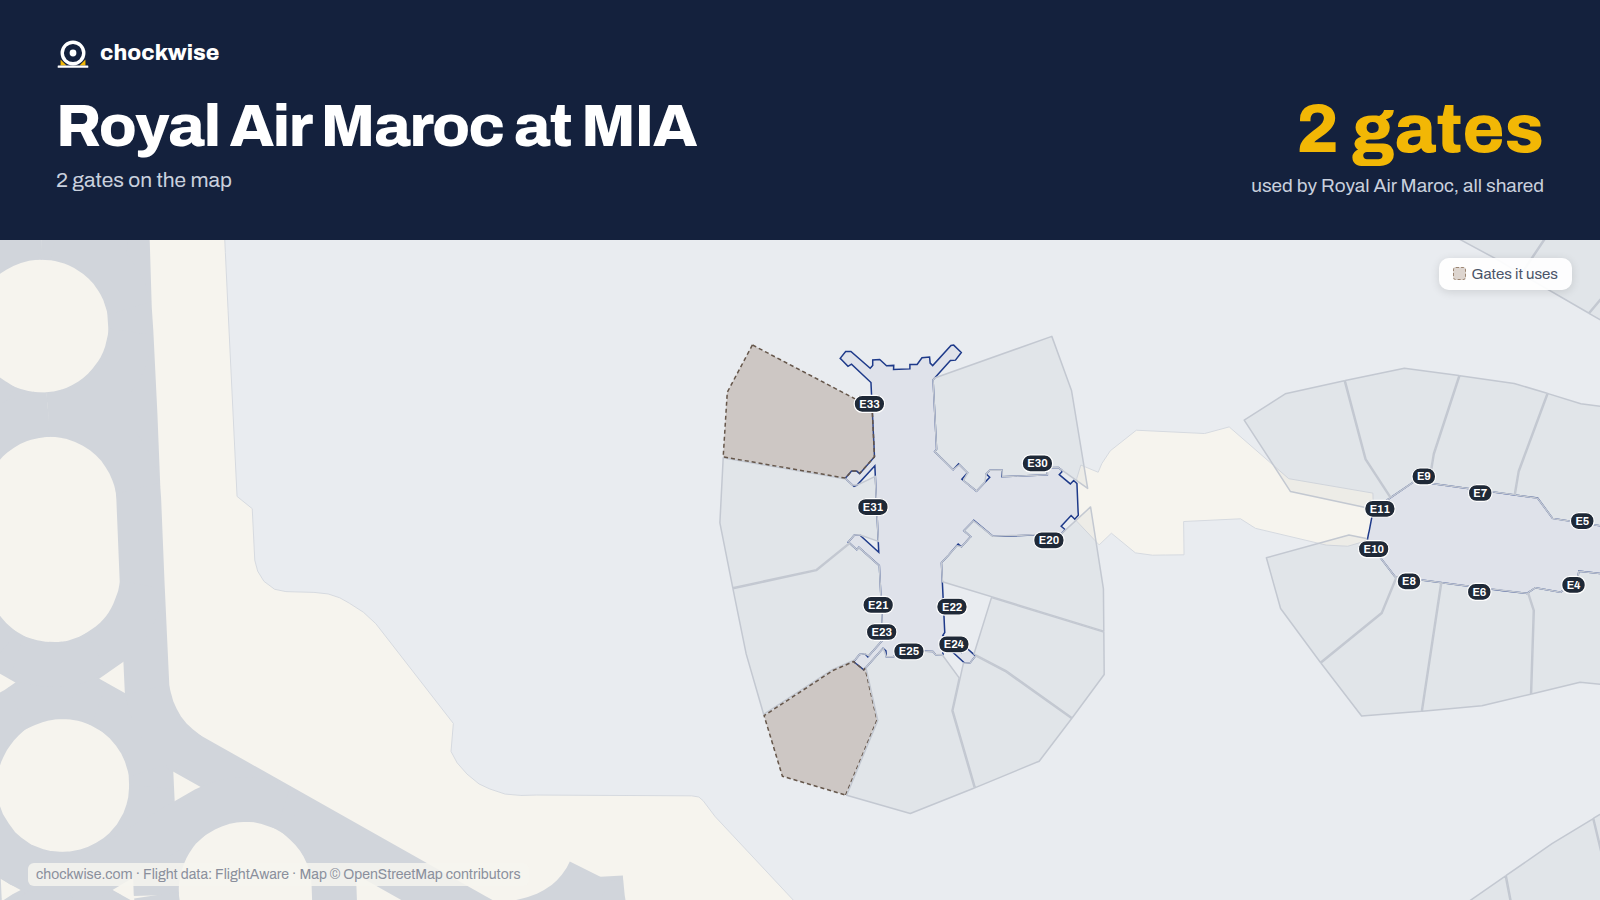 chockwise
Royal Air Maroc at MIA
2 gates on the map
2 gates
used by Royal Air Maroc, all shared
Gates it uses
E33
E30
E31
E20
E21
E22
E23
E24
E25
E9
E7
E11
E5
E10
E8
E6
E4
chockwise.com · Flight data: FlightAware · Map © OpenStreetMap contributors